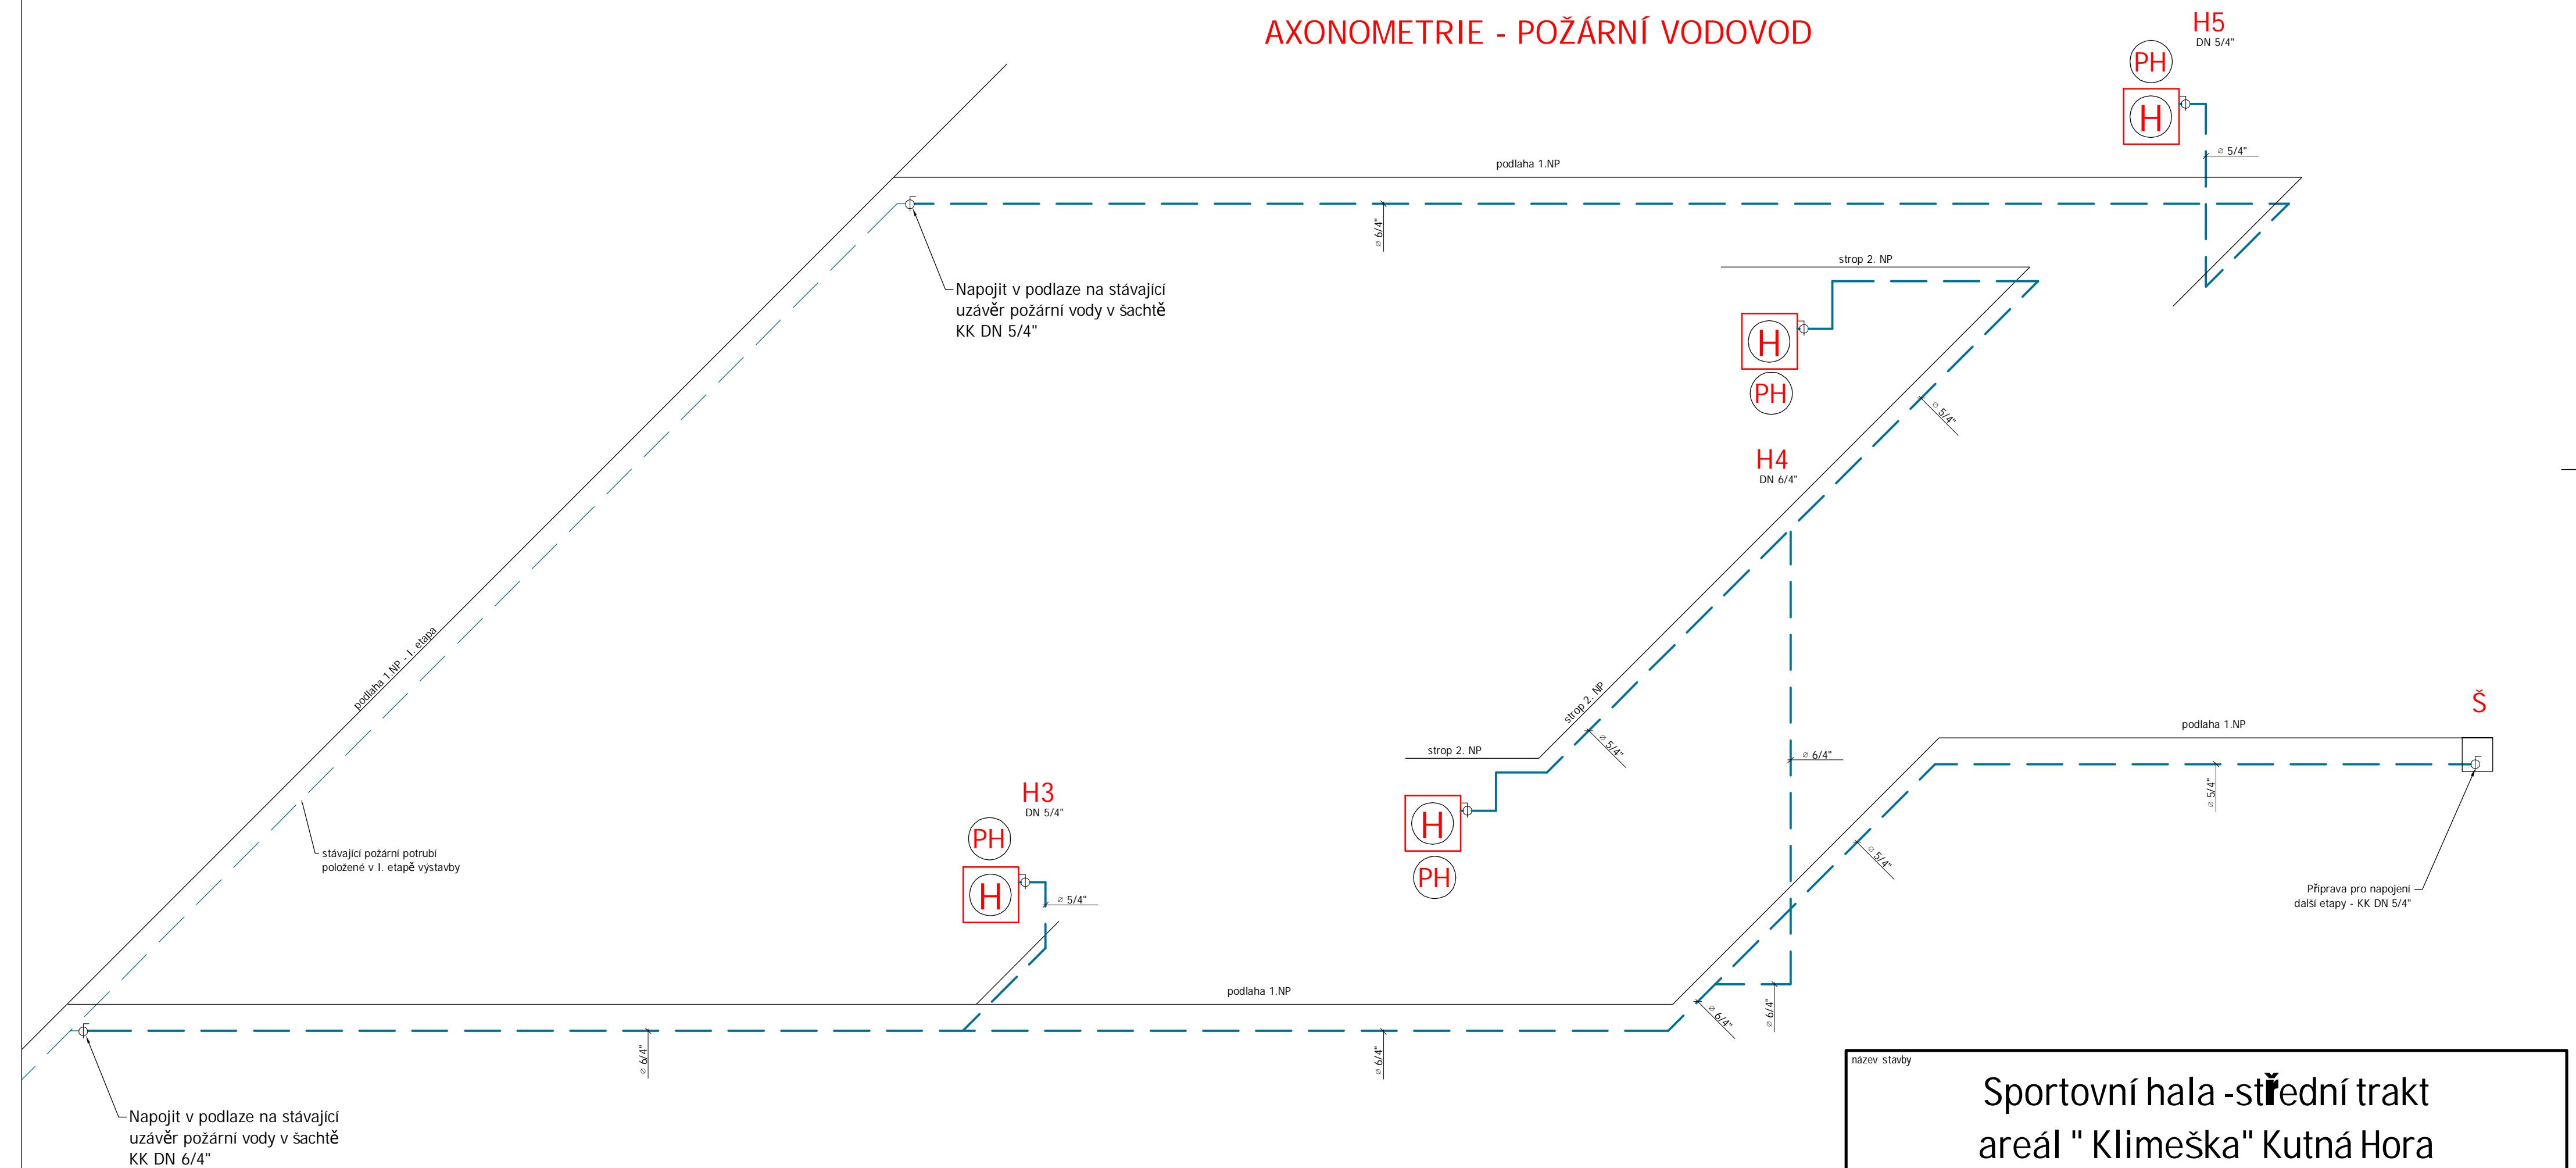 AXONOMETRIE - POŽÁRNÍ VODOVOD
H5
DN 5/4"
PH
H
⌀ 5/4"
podlaha 1.NP
⌀ 6/4"
Napojit v podlaze na stávající
uzávěr požární vody v šachtě
KK DN 5/4"
strop 2. NP
H
PH
⌀ 5/4"
H4
DN 6/4"
podlaha 1.NP - I. etapa
strop 2. NP
⌀ 5/4"
strop 2. NP
⌀ 6/4"
H
PH
Š
podlaha 1.NP
⌀ 5/4"
⌀ 5/4"
Příprava pro napojení
další etapy - KK DN 5/4"
H3
DN 5/4"
PH
H
⌀ 5/4"
stávající požární potrubí
položené v I. etapě výstavby
podlaha 1.NP
⌀ 6/4"
⌀ 6/4"
⌀ 6/4"
⌀ 6/4"
Napojit v podlaze na stávající
uzávěr požární vody v šachtě
KK DN 6/4"
název stavby
Sportovní hala -střední trakt
areál " Klimeška" Kutná Hora